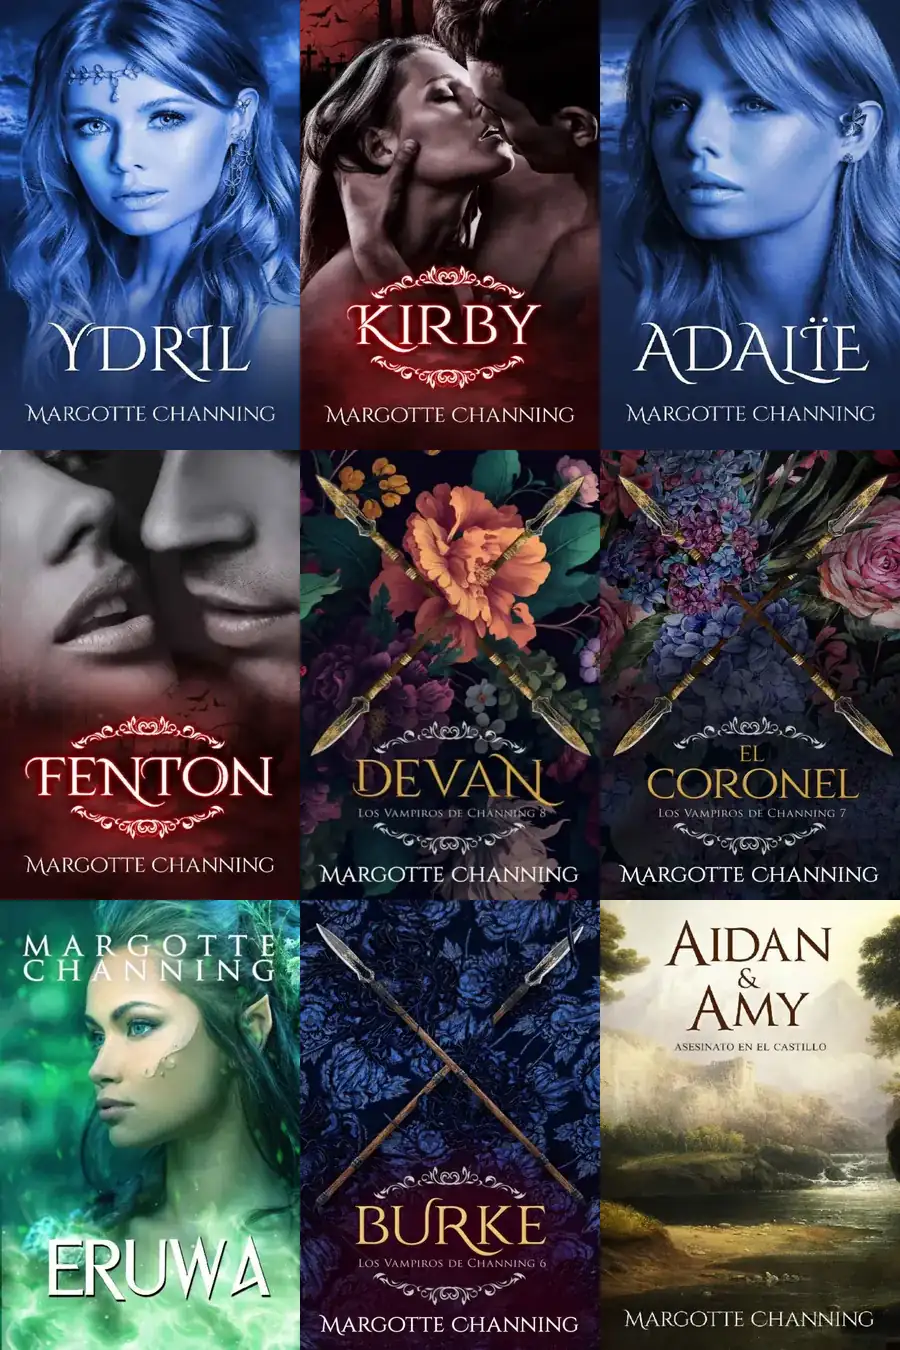 YDRIL
MARGOTTE CHANNING
KIRBY
MARGOTTE CHANNING
ADALÏE
MARGOTTE CHANNING
FENTON
MARGOTTE CHANNING
DEVAN
LOS VAMPIROS DE CHANNING 8
MARGOTTE CHANNING
EL
CORONEL
LOS VAMPIROS DE CHANNING 7
MARGOTTE CHANNING
MARGOTTE
CHANNING
ERUWA
BURKE
LOS VAMPIROS DE CHANNING 6
MARGOTTE CHANNING
AIDAN
&
AMY
ASESINATO EN EL CASTILLO
MARGOTTE CHANNING